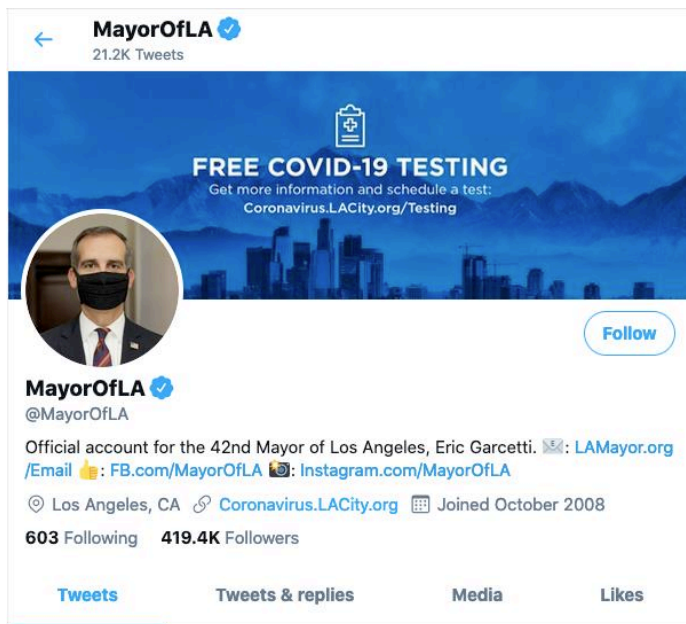 MayorOfLA
21.2K Tweets
FREE COVID-19 TESTING
Get more information and schedule a test:
Coronavirus.LACity.org/Testing
Follow
MayorOfLA
@MayorOfLA
Official account for the 42nd Mayor of Los Angeles, Eric Garcetti. 📧: LAMayor.org
/Email 👍: FB.com/MayorOfLA 📸: Instagram.com/MayorOfLA
Los Angeles, CA Coronavirus.LACity.org Joined October 2008
603 Following 419.4K Followers
Tweets Tweets & replies Media Likes